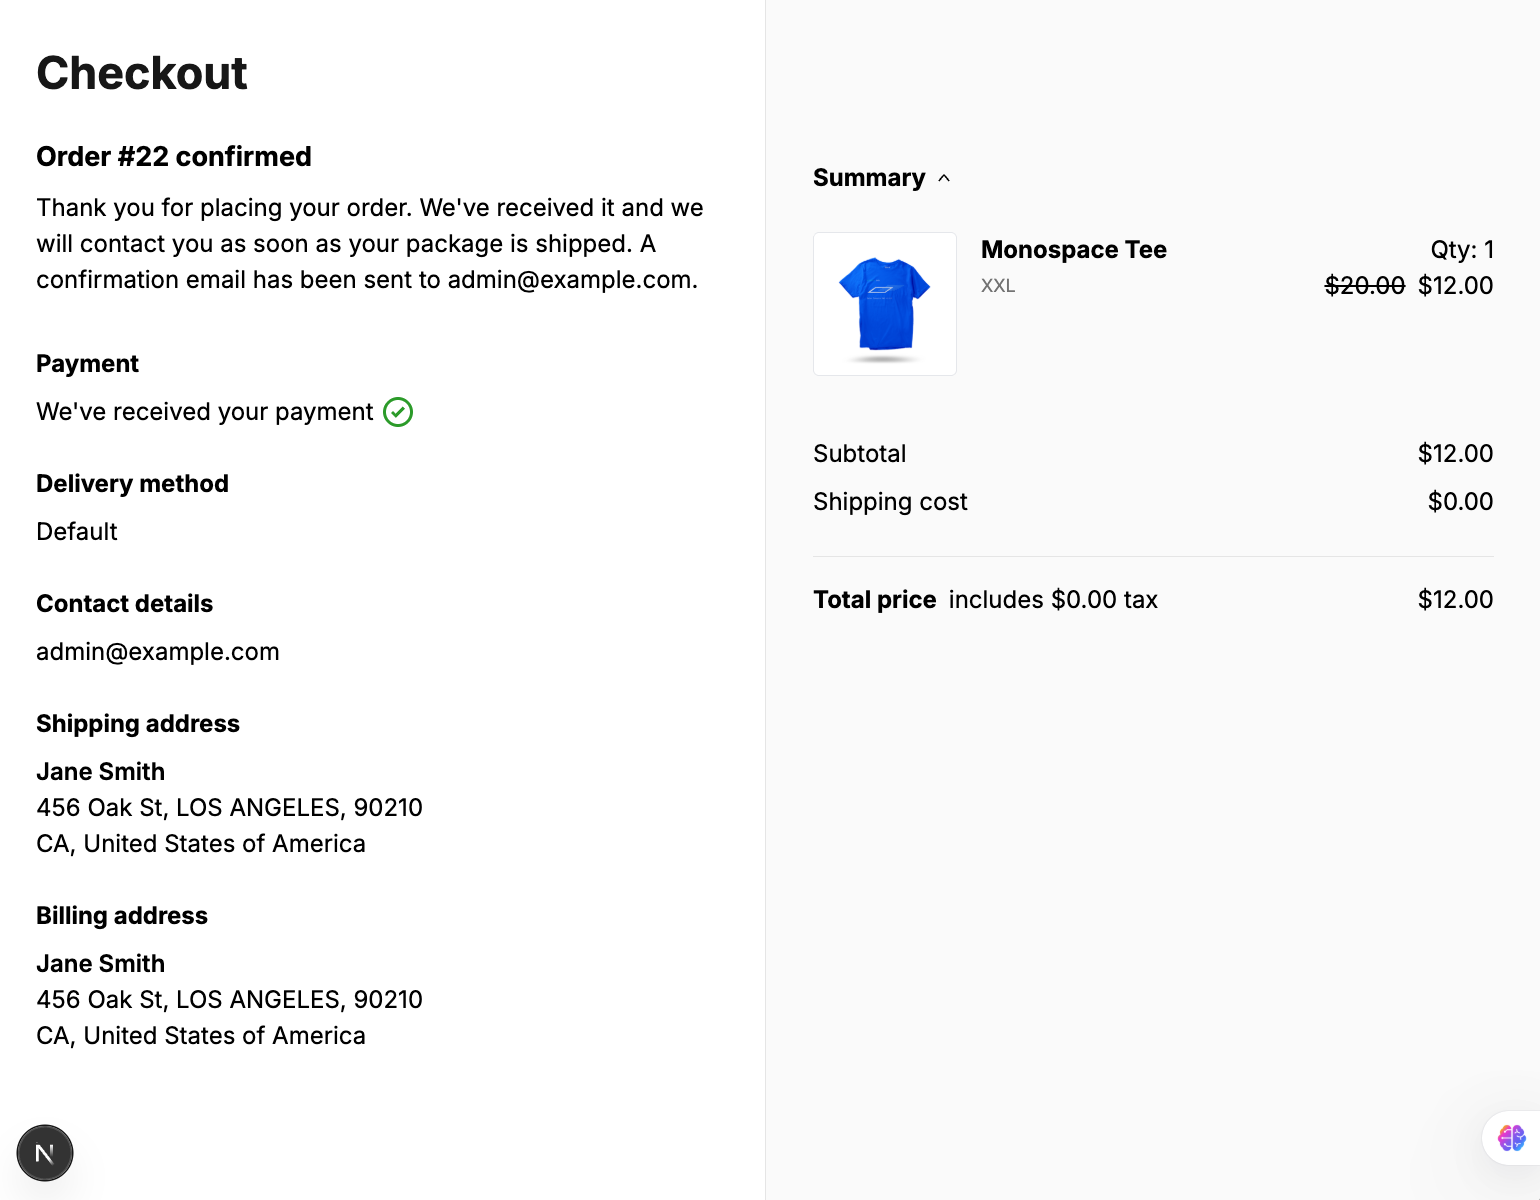 Checkout
Order #22 confirmed
Thank you for placing your order. We've received it and we
will contact you as soon as your package is shipped. A
confirmation email has been sent to admin@example.com.
Payment
We've received your payment
Delivery method
Default
Contact details
admin@example.com
Shipping address
Jane Smith
456 Oak St, LOS ANGELES, 90210
CA, United States of America
Billing address
Jane Smith
456 Oak St, LOS ANGELES, 90210
CA, United States of America
N
Summary
Monospace Tee Qty: 1
XXL $20.00 $12.00
Subtotal $12.00
Shipping cost $0.00
Total price includes $0.00 tax $12.00